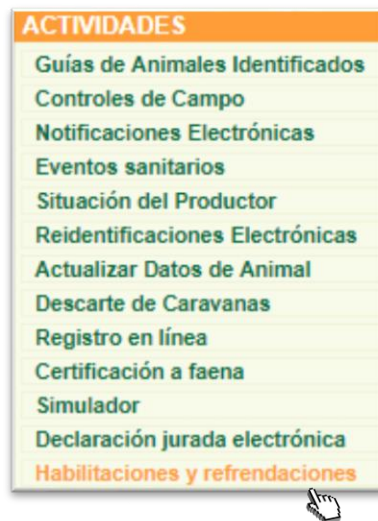 ACTIVIDADES
Guías de Animales Identificados
Controles de Campo
Notificaciones Electrónicas
Eventos sanitarios
Situación del Productor
Reidentificaciones Electrónicas
Actualizar Datos de Animal
Descarte de Caravanas
Registro en línea
Certificación a faena
Simulador
Declaración jurada electrónica
Habilitaciones y refrendaciones